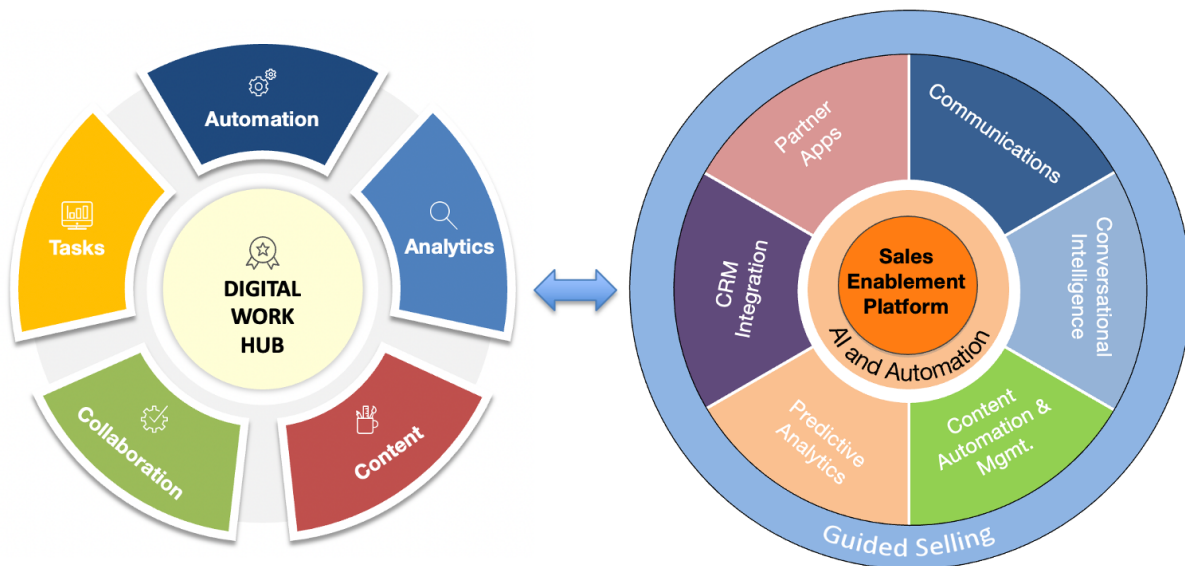 Automation
Analytics
Content
Collaboration
Tasks
DIGITAL
WORK
HUB
Partner
Apps
Communications
Conversational
Intelligence
Content
Automation &
Mgmt.
Predictive
Analytics
CRM
Integration
Sales
Enablement
Platform
AI and Automation
Guided Selling